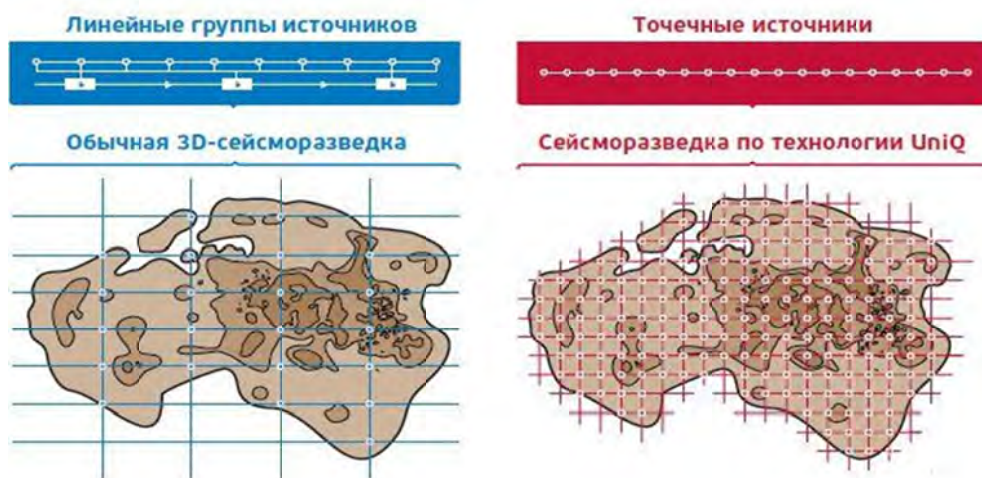 Линейные группы источников
Точечные источники
Обычная 3D-сейсморазведка
Сейсморазведка по технологии UniQ